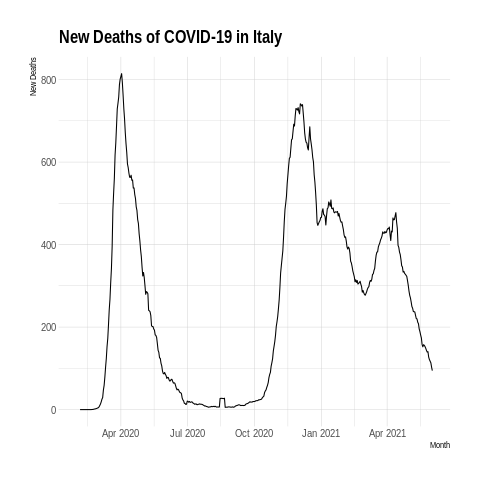 New Deaths of COVID-19 in Italy
New Deaths
800
600
400
200
0
Apr 2020 Jul 2020 Oct 2020 Jan 2021 Apr 2021
Month